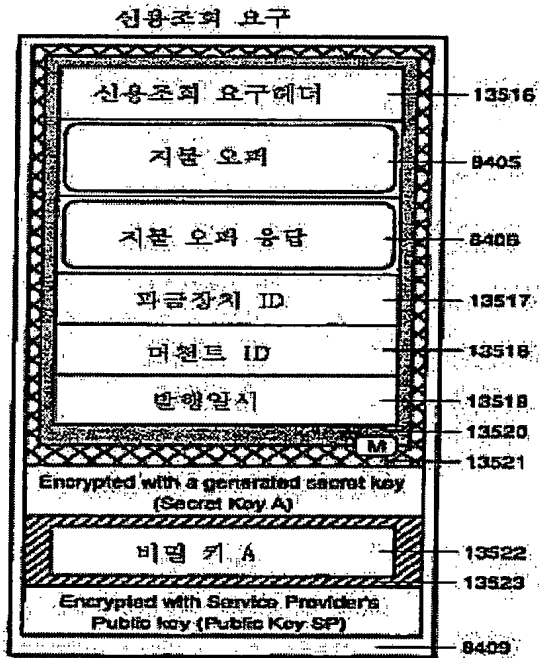 신용조회 요구
신용조회 요구헤더
13516
지불 오퍼
8405
지불 오퍼 응답
8408
과금장치 ID
13517
머천트 ID
13518
발행일시
13519
13520
M
13521
Encrypted with a generated secret key
(Secret Key A)
비밀 키 A
13522
13523
Encrypted with Service Provider's
Public key (Public Key SP)
8409